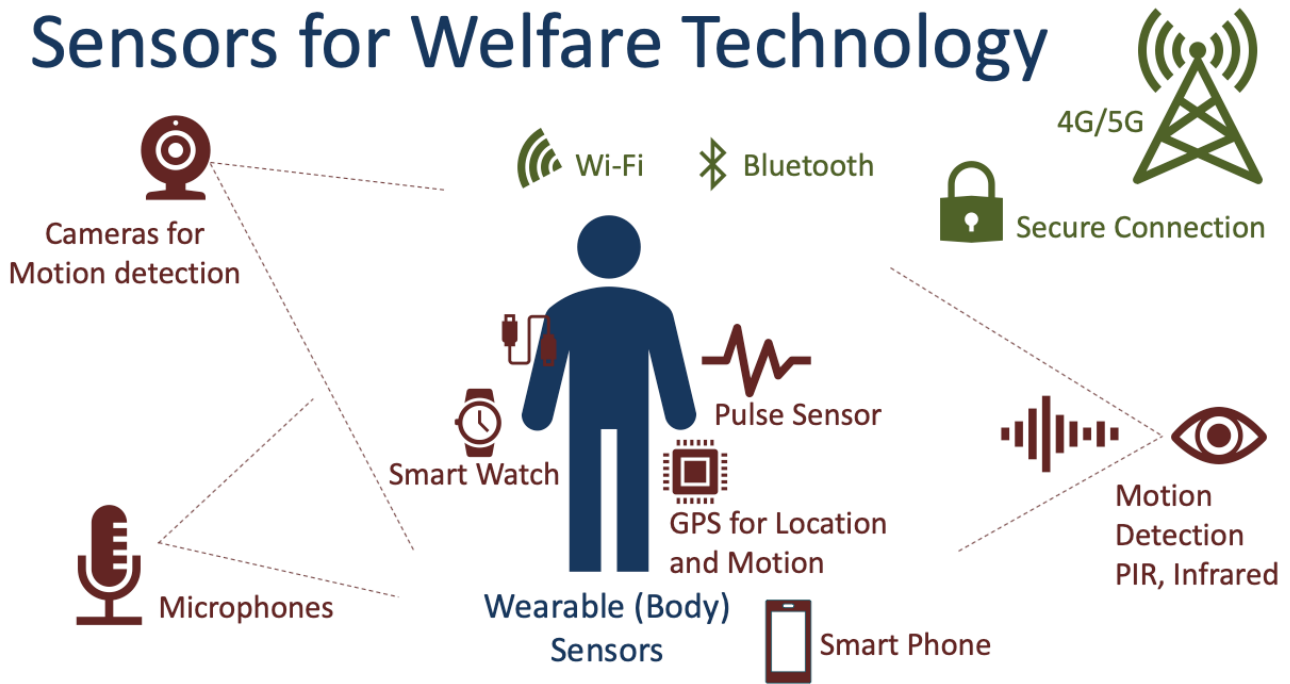 Sensors for Welfare Technology
4G/5G
Wi-Fi
Bluetooth
Secure Connection
Cameras for
Motion detection
Pulse Sensor
Smart Watch
GPS for Location
and Motion
Motion
Detection
PIR, Infrared
Microphones
Wearable (Body)
Sensors
Smart Phone